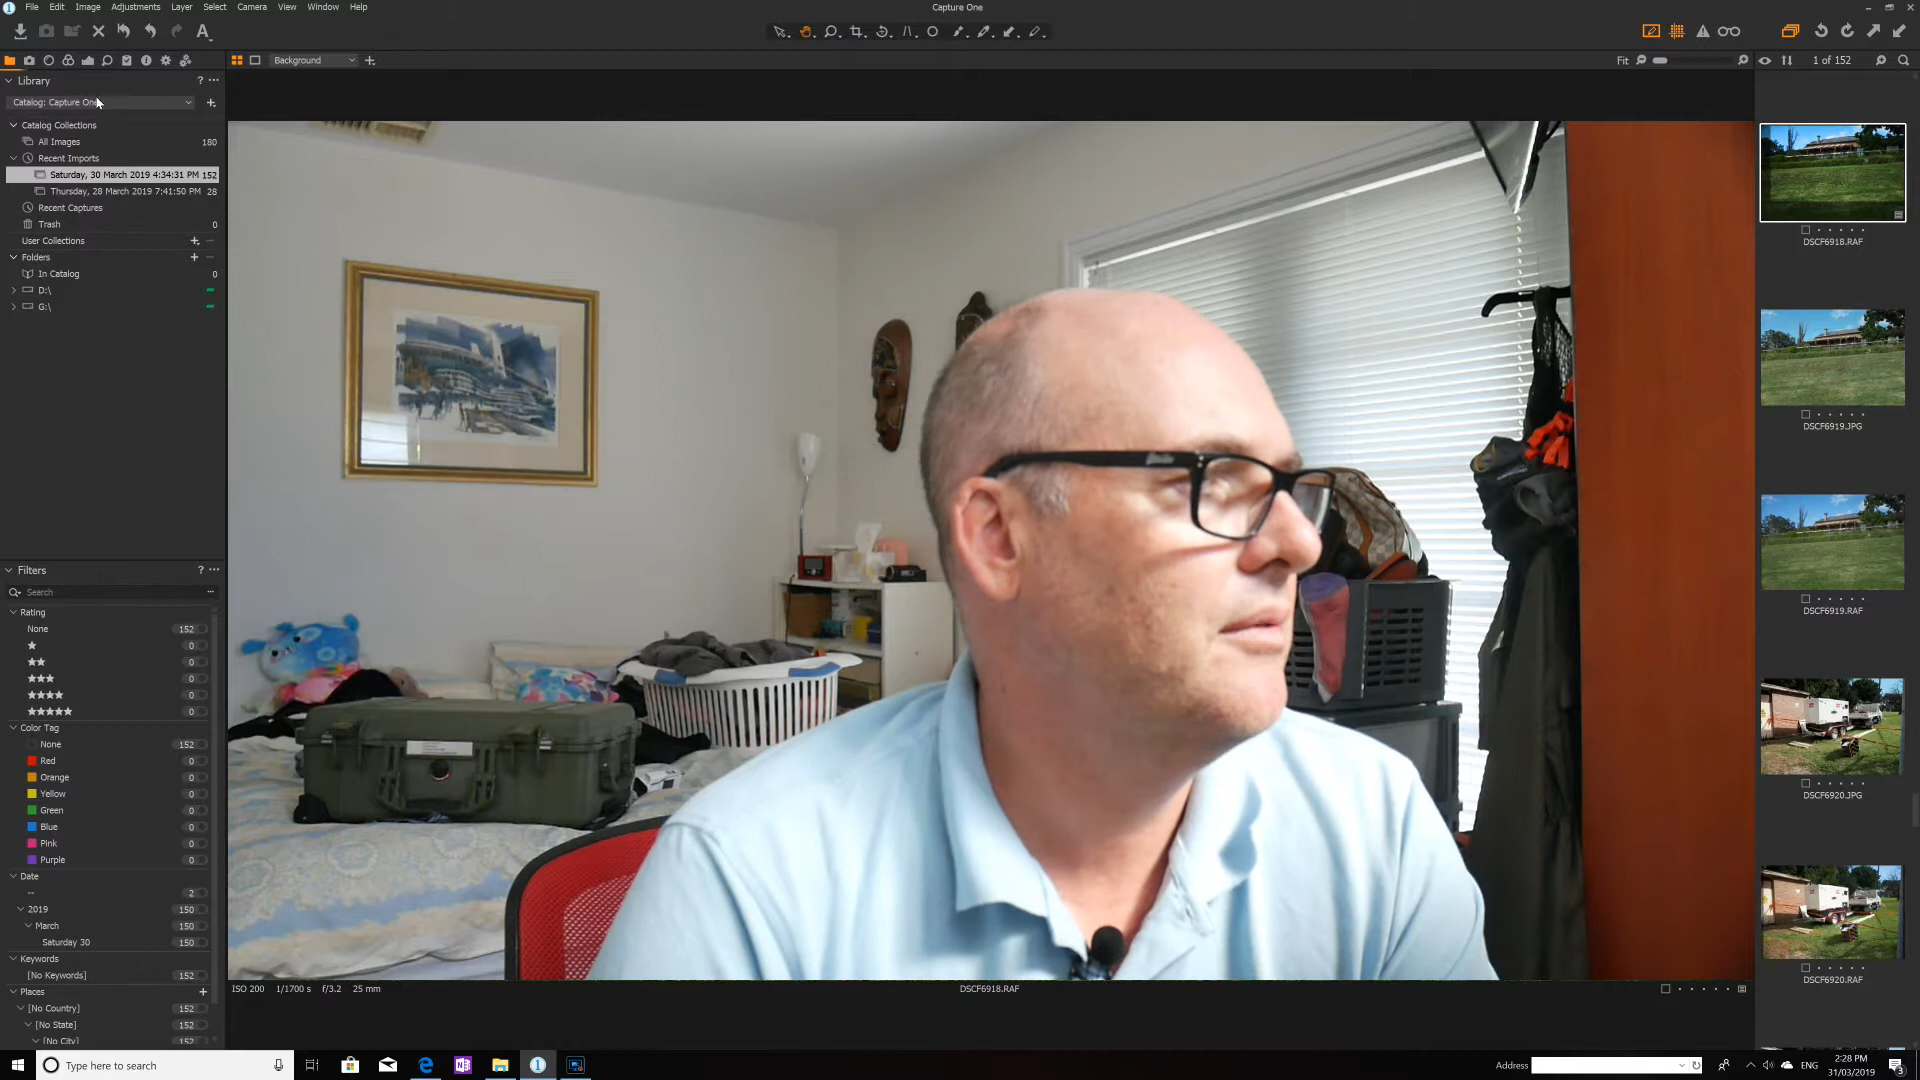 File Edit Image Adjustments Layer Select Camera View Window Help
Capture One
Background
Fit
1 of 152
Library
Catalog: Capture One
Catalog Collections
All Images 180
Recent Imports
Saturday, 30 March 2019 4:34:31 PM 152
Thursday, 28 March 2019 7:41:50 PM 28
Recent Captures
Trash 0
User Collections
Folders
In Catalog 0
D:\
G:\
Filters
Search
Rating
None 152
0
0
0
0
0
Color Tag
None 152
Red 0
Orange 0
Yellow 0
Green 0
Blue 0
Pink 0
Purple 0
Date
-- 2
2019 150
March 150
Saturday 30 150
Keywords
[No Keywords] 152
Places
[No Country] 152
[No State] 152
[No City] 152
ISO 200 1/1700 s f/3.2 25 mm
DSCF6918.RAF
DSCF6918.RAF
DSCF6919.JPG
DSCF6919.RAF
DSCF6920.JPG
DSCF6920.RAF
Type here to search
Address
ENG
2:28 PM
31/03/2019
3